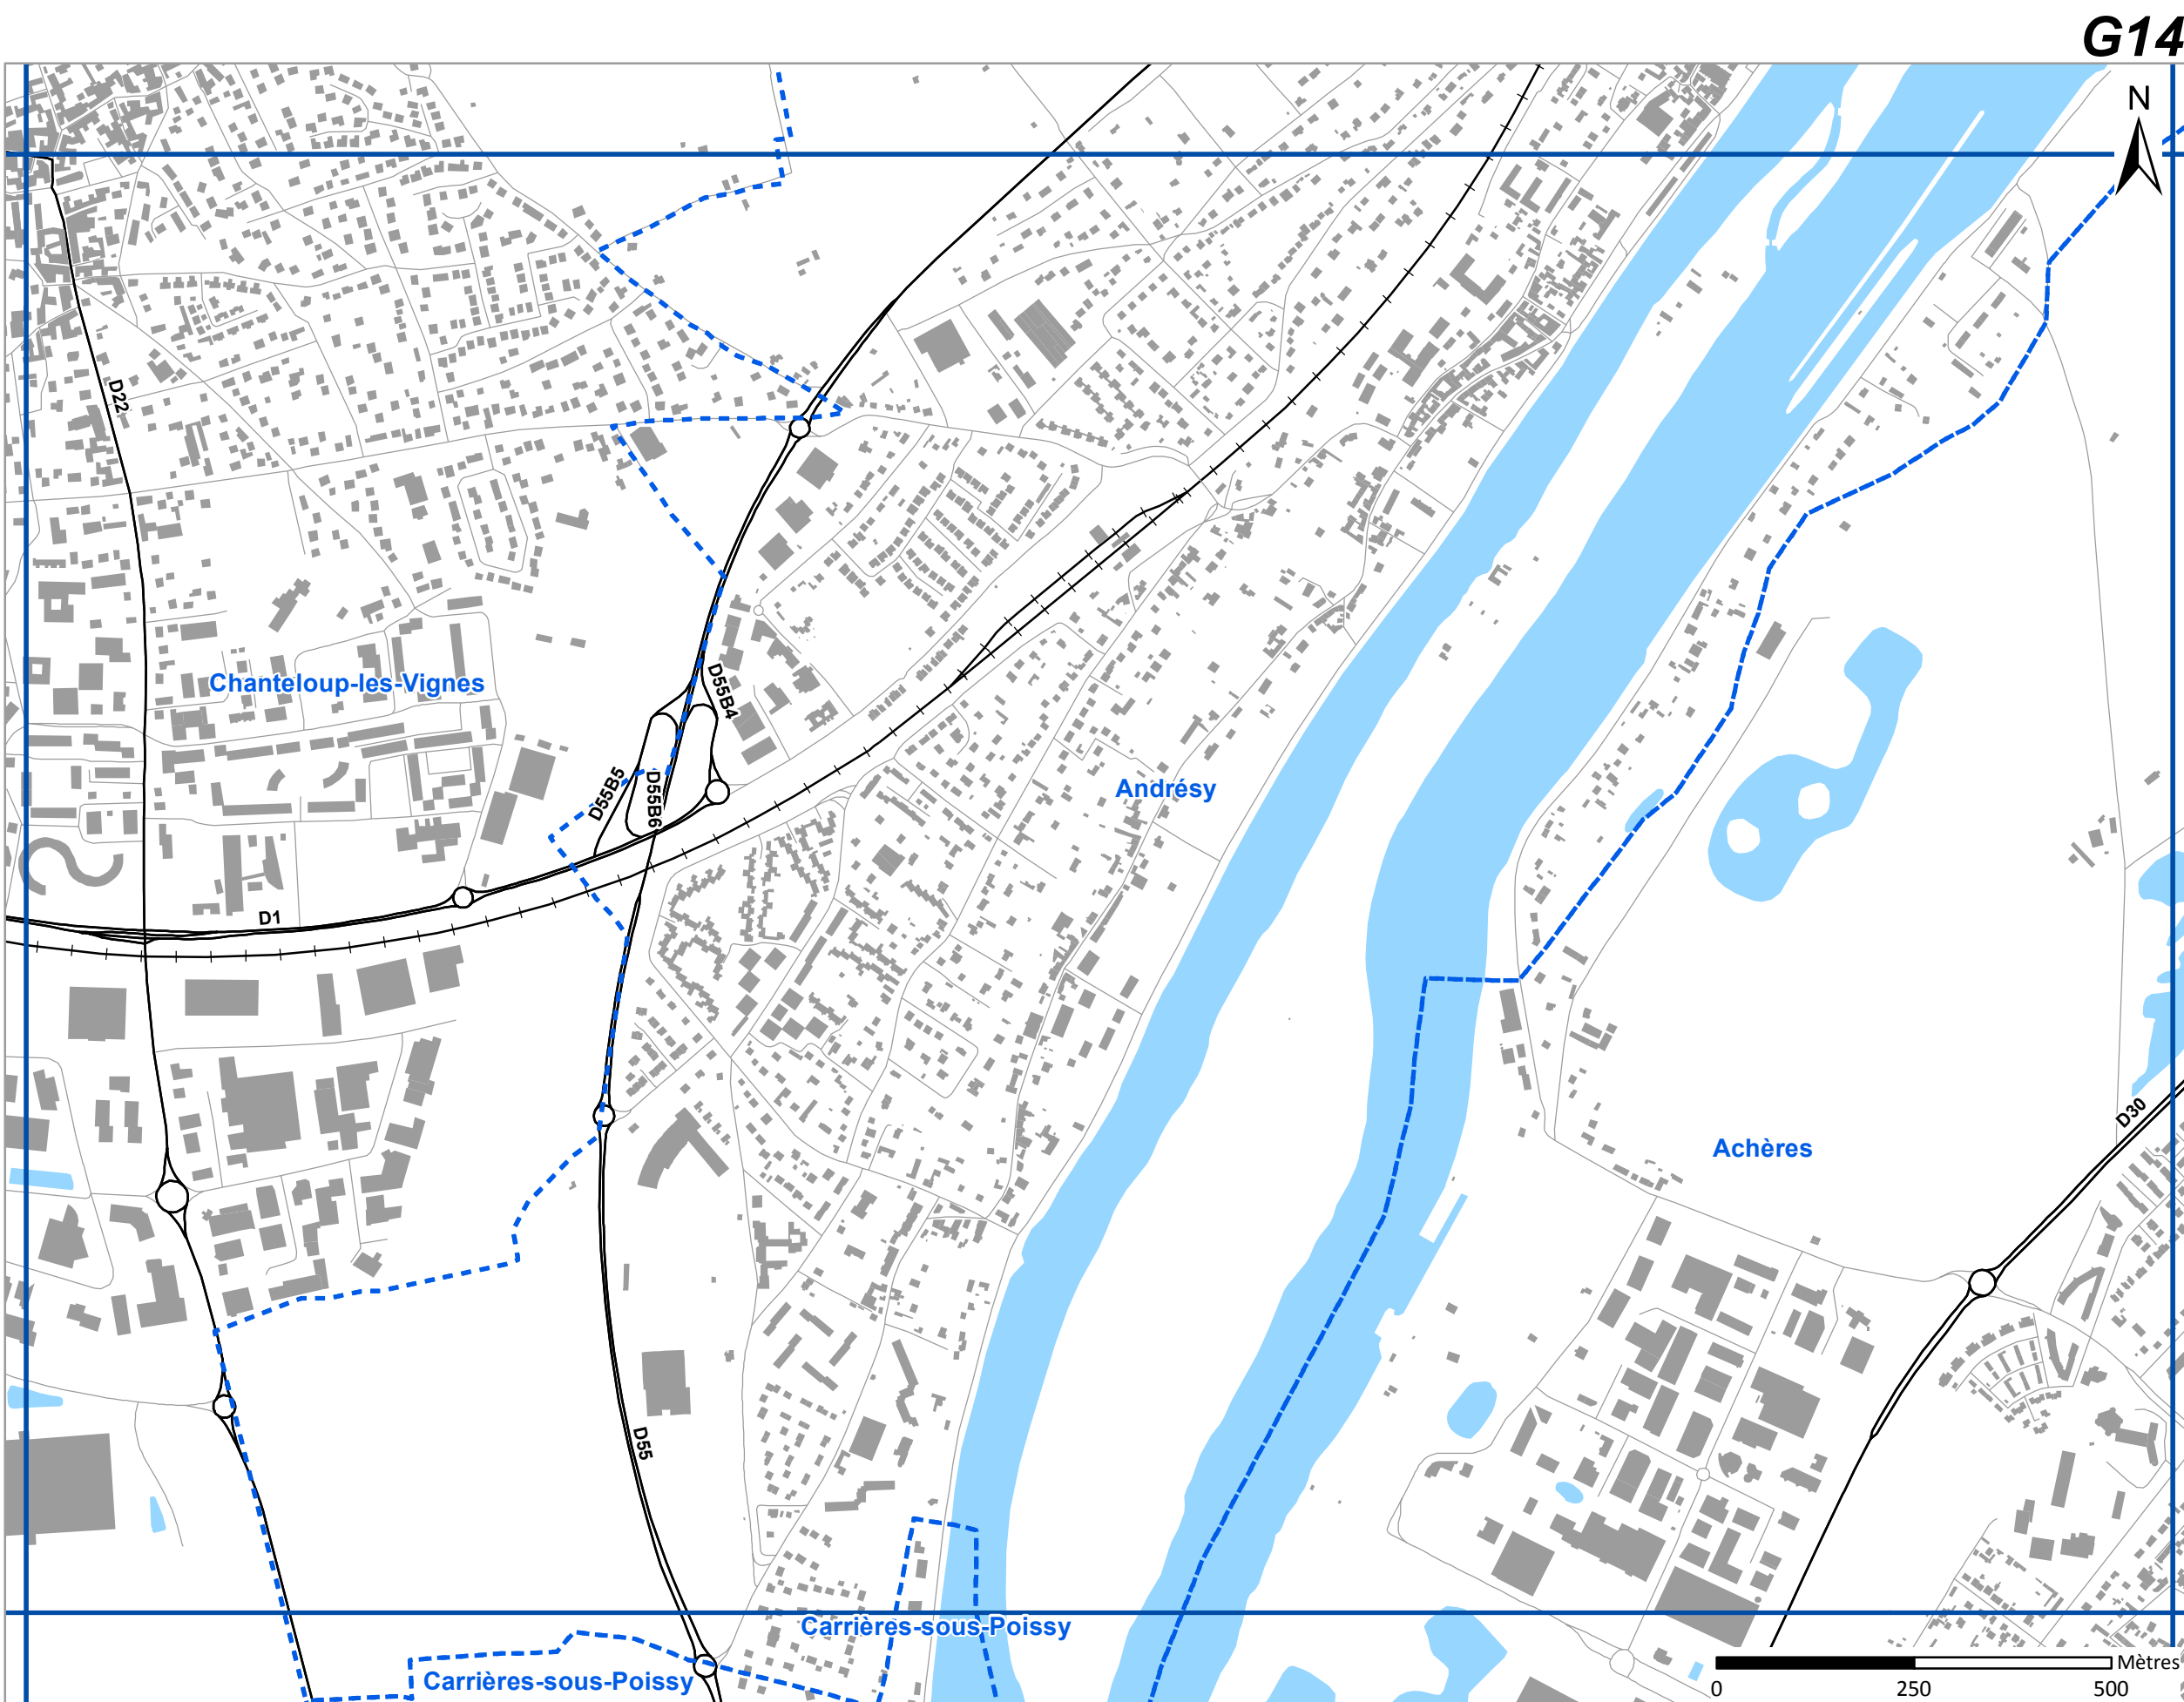 G14
N
D22
Chanteloup-les-Vignes
D55B4
D55B5
D55B6
Andrésy
D1
D30
Achères
D55
Carrières-sous-Poissy
Carrières-sous-Poissy
Mètres
0 250 500